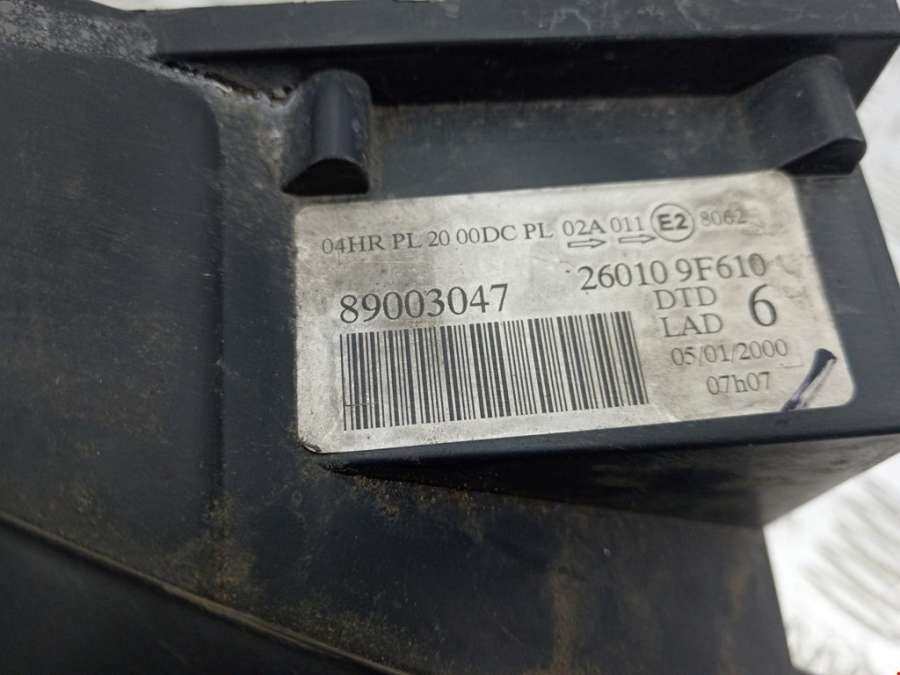 04HR PL 20 00DC PL 02A 011 E2 8062
89003047
26010 9F610
DTD 6
LAD
05/01/2000
07h07